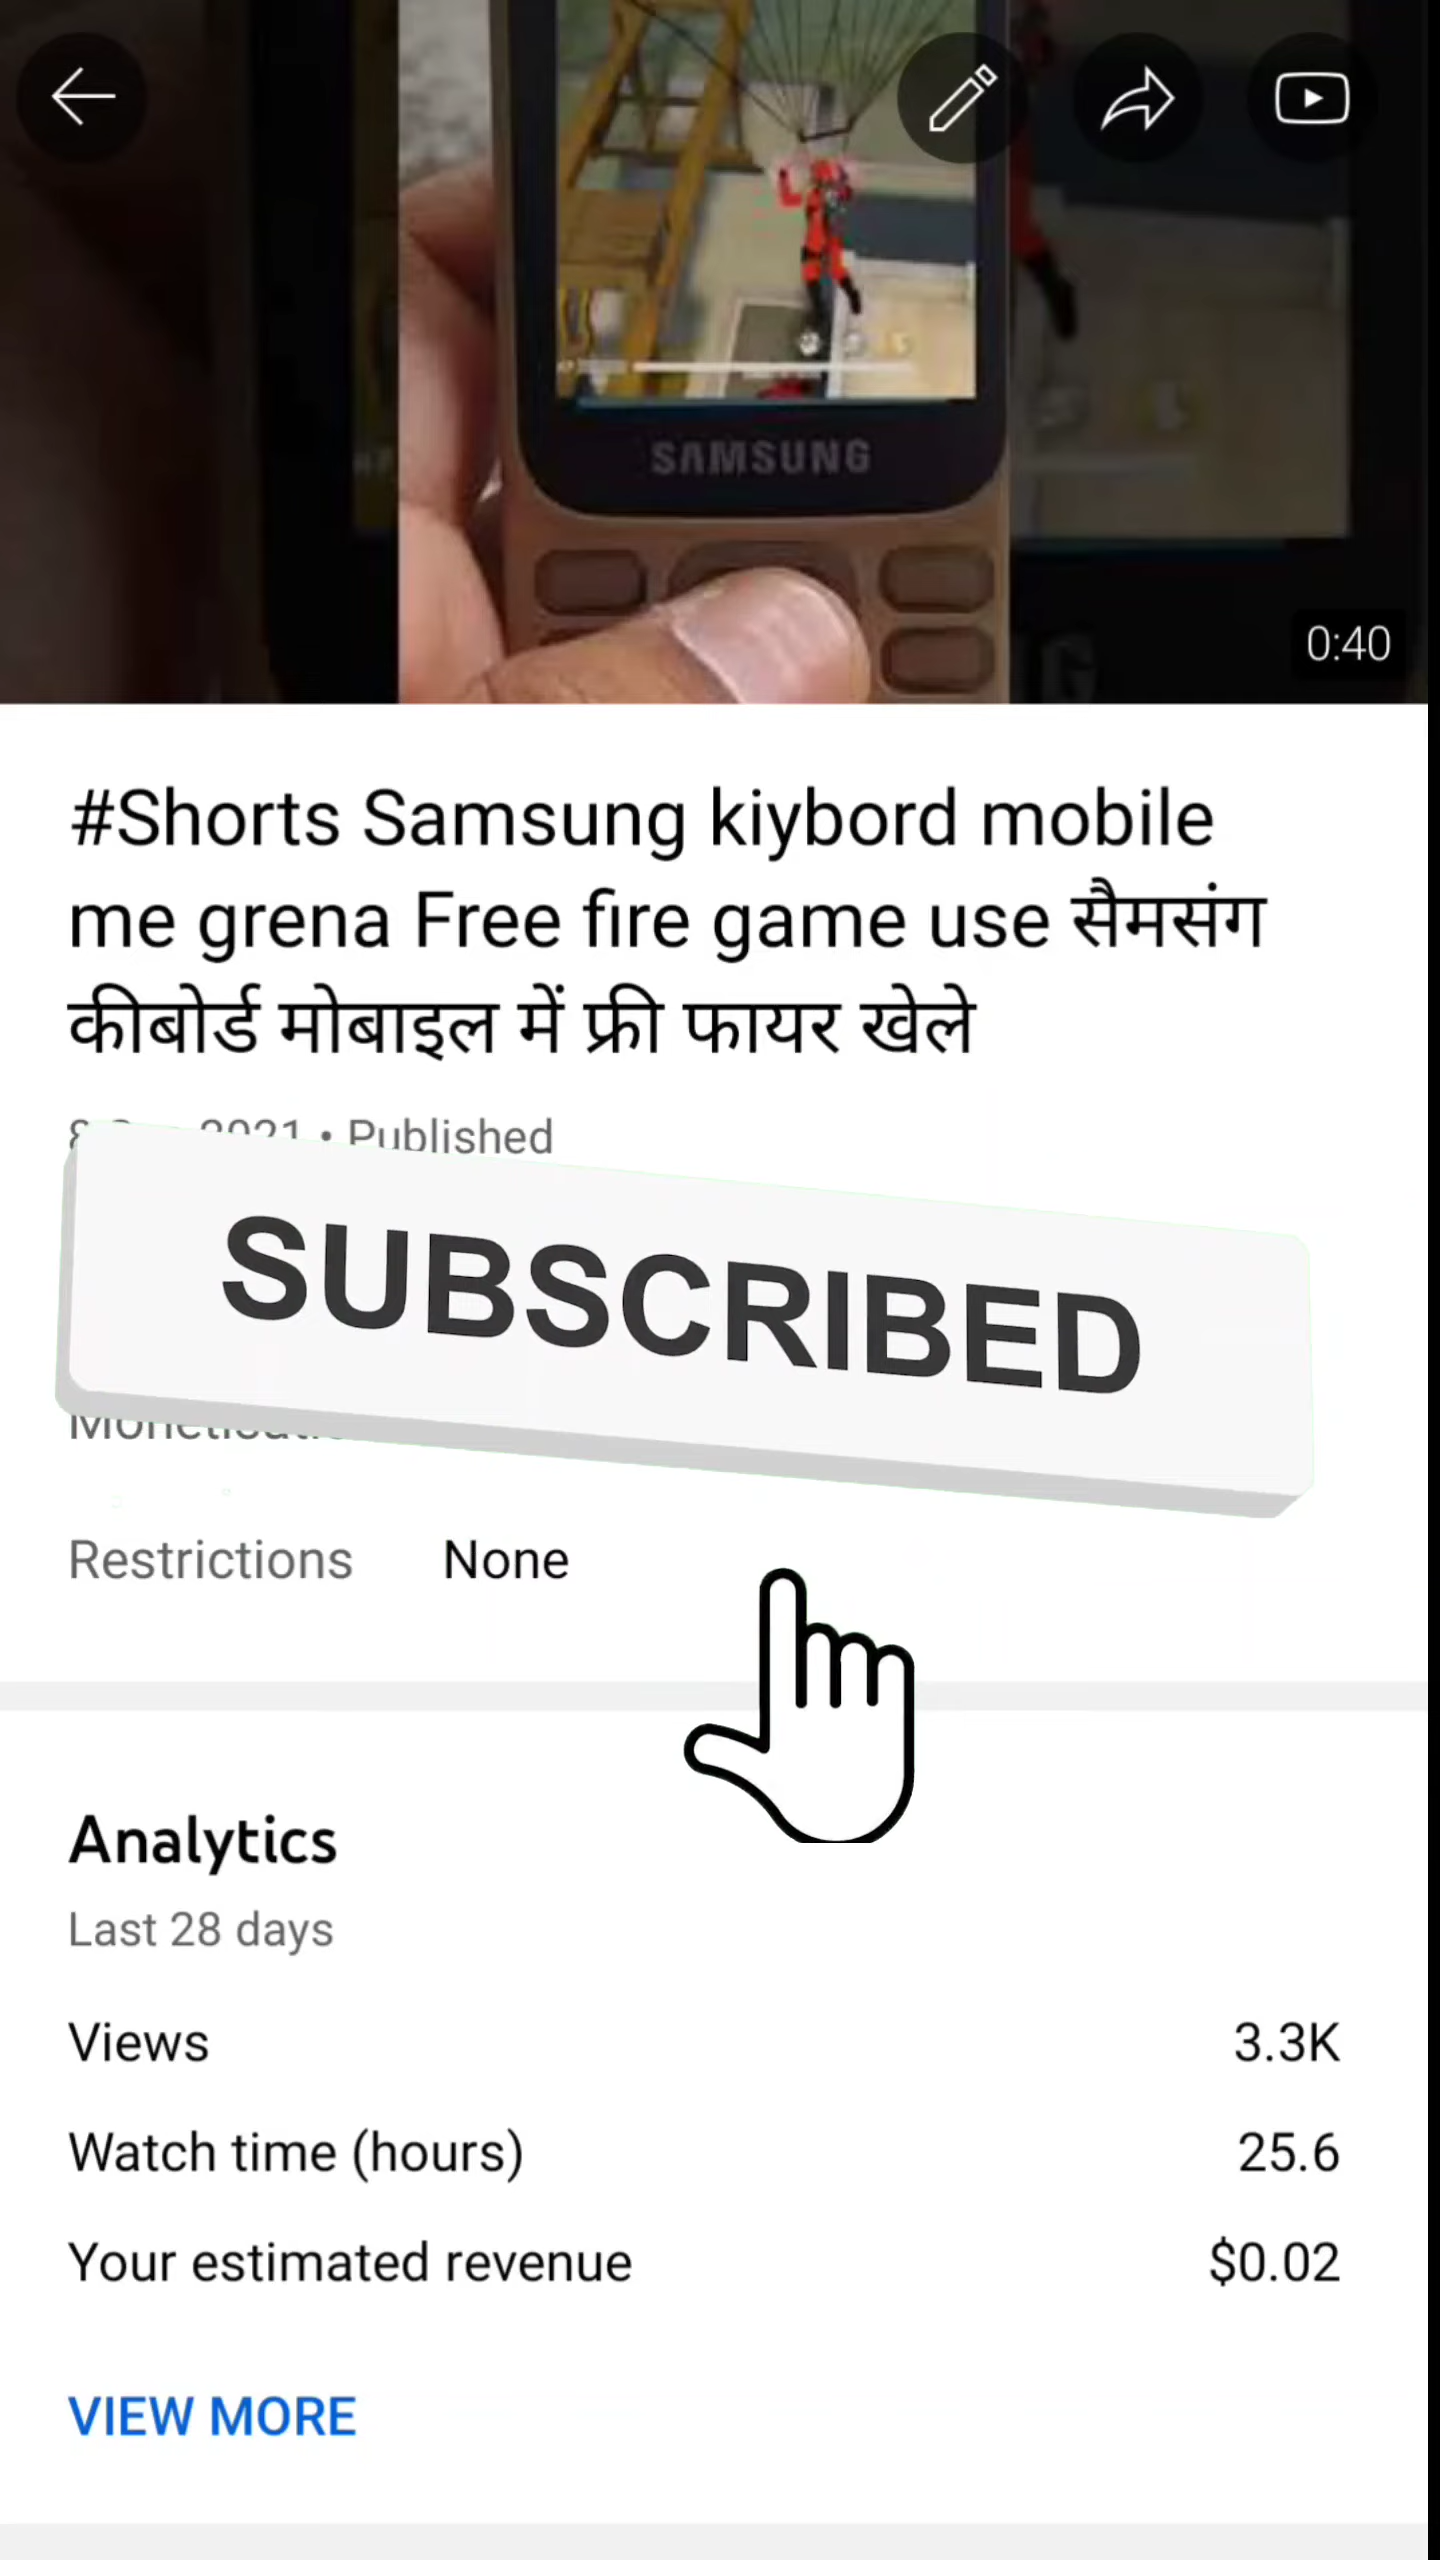 SAMSUNG
0:40
#Shorts Samsung kiybord mobile
me grena Free fire game use सैमसंग
कीबोर्ड मोबाइल में फ्री फायर खेले
2021 • Published
SUBSCRIBED
Restrictions None
Analytics
Last 28 days
Views 3.3K
Watch time (hours) 25.6
Your estimated revenue $0.02
VIEW MORE